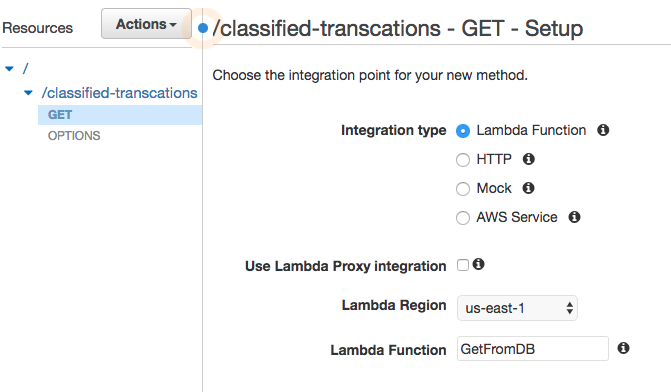 Resources
Actions
/classified-transcations - GET - Setup
/
/classified-transcations
GET
OPTIONS
Choose the integration point for your new method.
Integration type
Lambda Function
HTTP
Mock
AWS Service
Use Lambda Proxy integration
Lambda Region us-east-1
Lambda Function GetFromDB